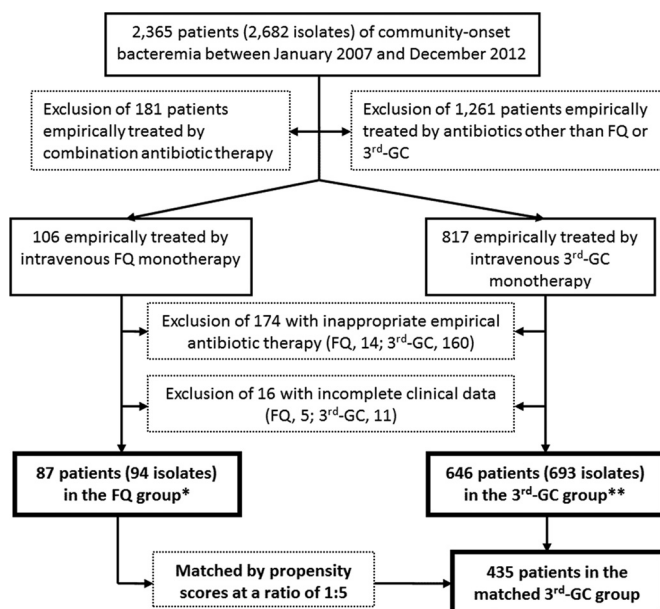 2,365 patients (2,682 isolates) of community-onset
bacteremia between January 2007 and December 2012
Exclusion of 181 patients
empirically treated by
combination antibiotic therapy
Exclusion of 1,261 patients empirically
treated by antibiotics other than FQ or
3rd-GC
106 empirically treated by
intravenous FQ monotherapy
817 empirically treated by
intravenous 3rd-GC
monotherapy
Exclusion of 174 with inappropriate empirical
antibiotic therapy (FQ, 14; 3rd-GC, 160)
Exclusion of 16 with incomplete clinical data
(FQ, 5; 3rd-GC, 11)
87 patients (94 isolates)
in the FQ group*
646 patients (693 isolates)
in the 3rd-GC group**
Matched by propensity
scores at a ratio of 1:5
435 patients in the
matched 3rd-GC group